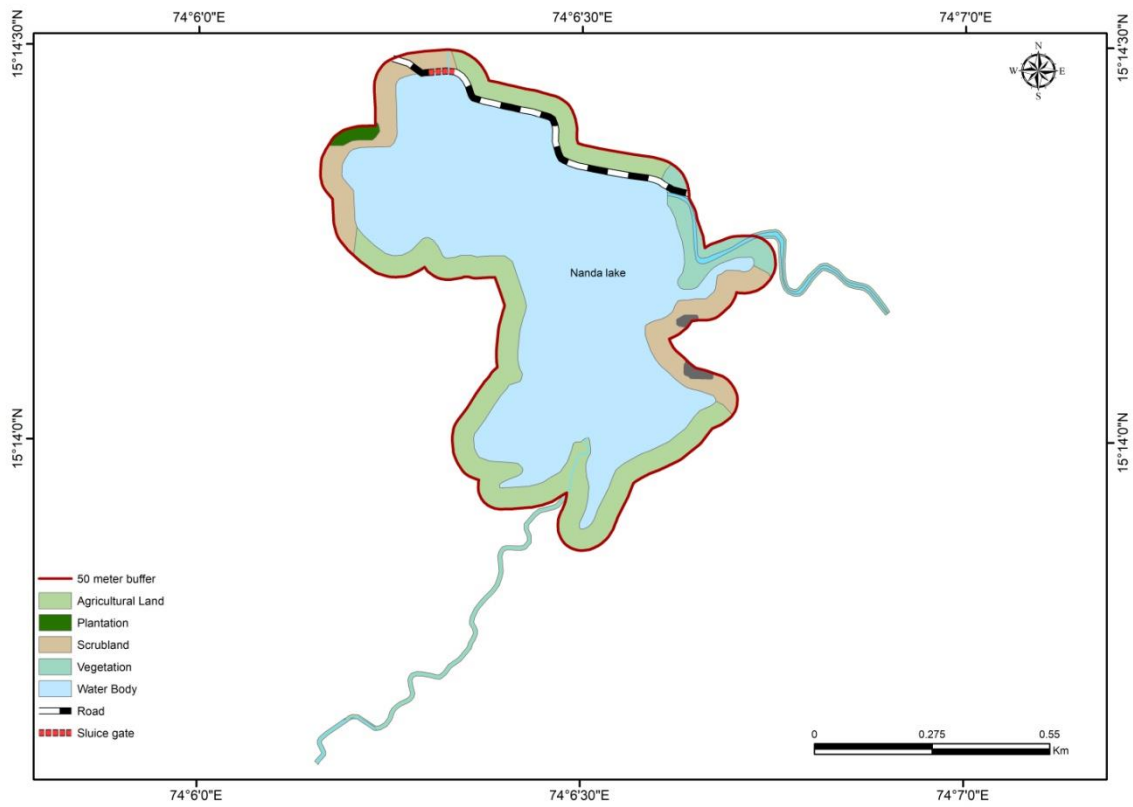 74°6'0"E
74°6'30"E
74°7'0"E
15°14'30"N
15°14'30"N
N
W E
S
Nanda lake
15°14'0"N
15°14'0"N
50 meter buffer
Agricultural Land
Plantation
Scrubland
Vegetation
Water Body
Road
Sluice gate
0 0.275 0.55
Km
74°6'0"E
74°6'30"E
74°7'0"E